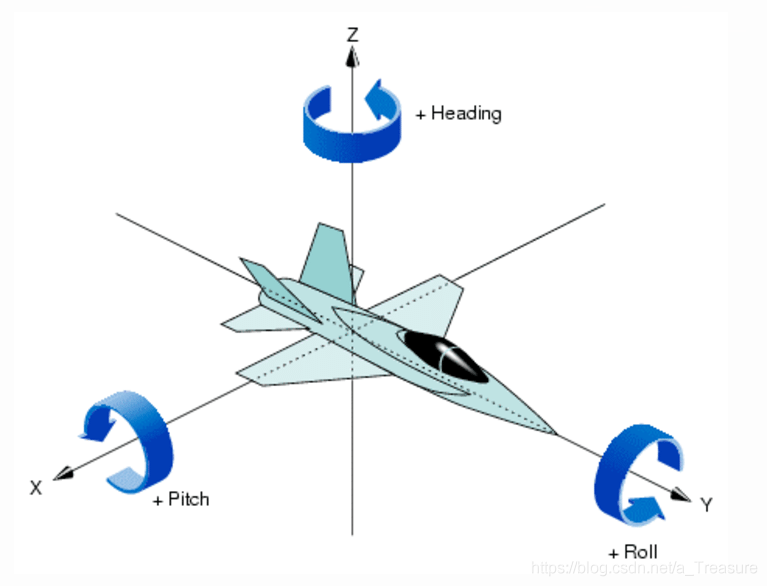 Z
+ Heading
X
+ Pitch
Y
+ Roll
https://blog.csdn.net/a_Treasure